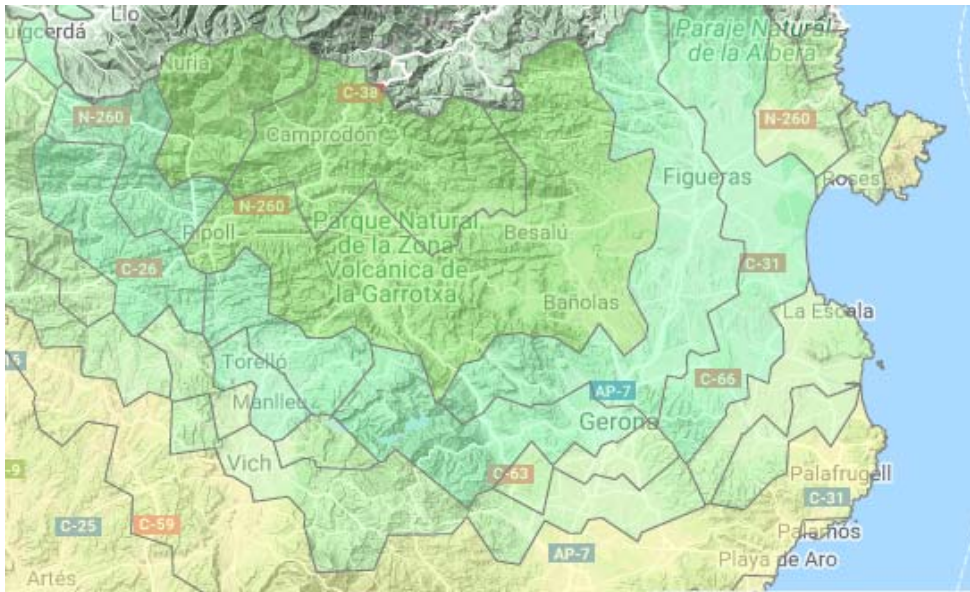 Llo
uigcerdá
Paraje Natural
de la Albera
Nuria
C-38
N-260
N-260
Camprodón
Figueras
Roses
N-260
Parque Natural
de la Zona
Volcánica de
la Garrotxa
Ripoll
Besalú
C-26
C-31
Bañolas
La Escala
Torelló
C-66
AP-7
Manlleu
Gerona
Vich
C-63
Palafrugell
C-31
C-25
C-59
Palamós
AP-7
Playa de Aro
Artés